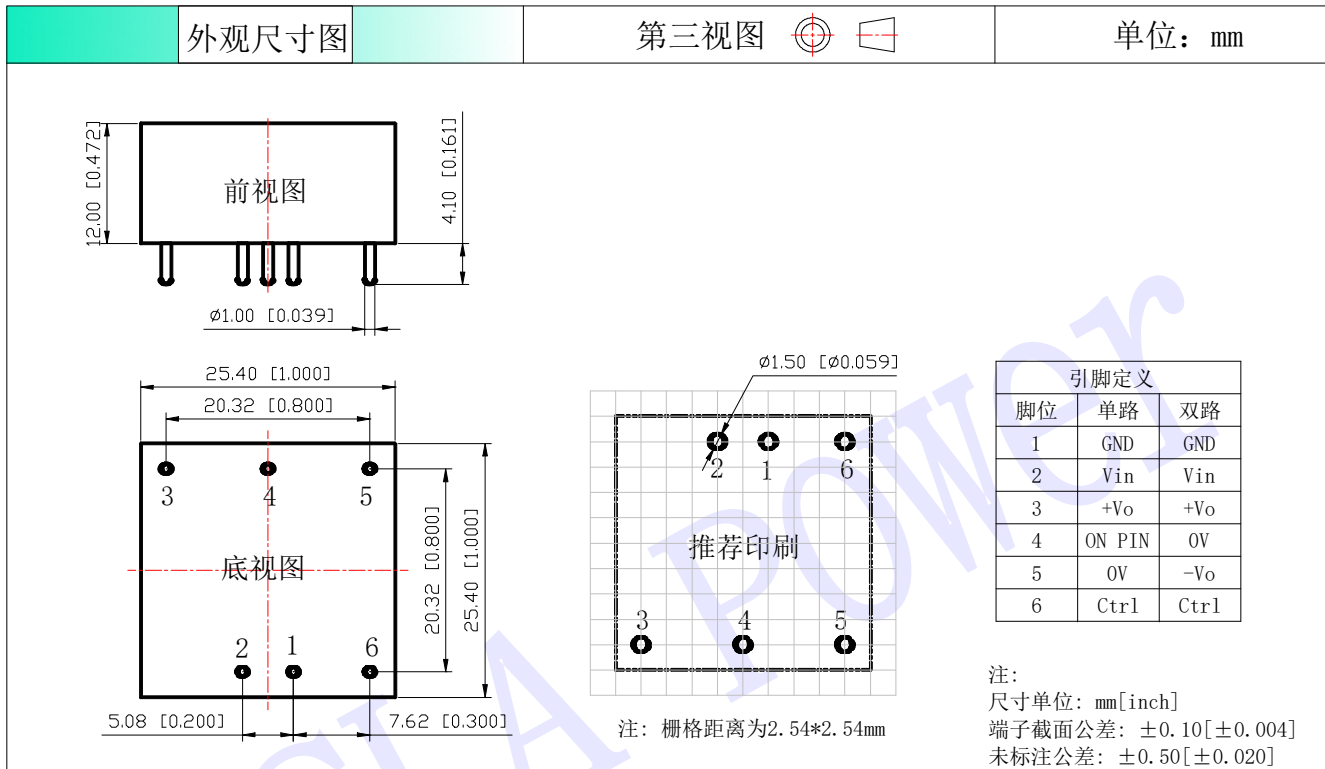 外观尺寸图
第三视图
单位：mm
12.00 [0.472]
前视图
4.10 [0.161]
Ø1.00 [0.039]
25.40 [1.000]
20.32 [0.800]
3 4 5
底视图
20.32 [0.800]
25.40 [1.000]
2 1 6
5.08 [0.200]
7.62 [0.300]
Ø1.50 [Ø0.059]
2 1 6
推荐印刷
3 4 5
注: 栅格距离为2.54*2.54mm
引脚定义
脚位 单路 双路
1 GND GND
2 Vin Vin
3 +Vo +Vo
4 ON PIN 0V
5 0V -Vo
6 Ctrl Ctrl
注:
尺寸单位: mm[inch]
端子截面公差: ±0.10[±0.004]
未标注公差: ±0.50[±0.020]